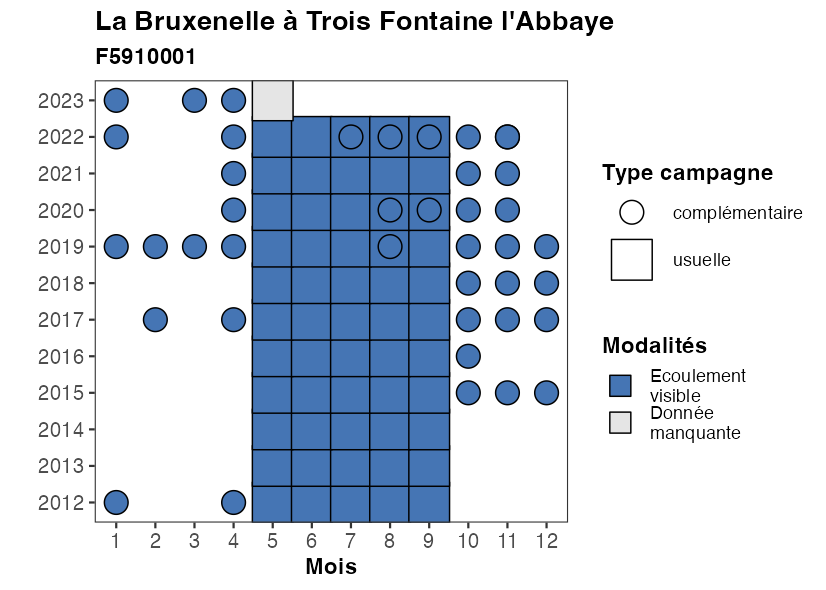 La Bruxenelle à Trois Fontaine l'Abbaye
F5910001
2023
2022
2021
2020
2019
2018
2017
2016
2015
2014
2013
2012
1 2 3 4 5 6 7 8 9 10 11 12
Mois
Type campagne
complémentaire
usuelle
Modalités
Ecoulement
visible
Donnée
manquante